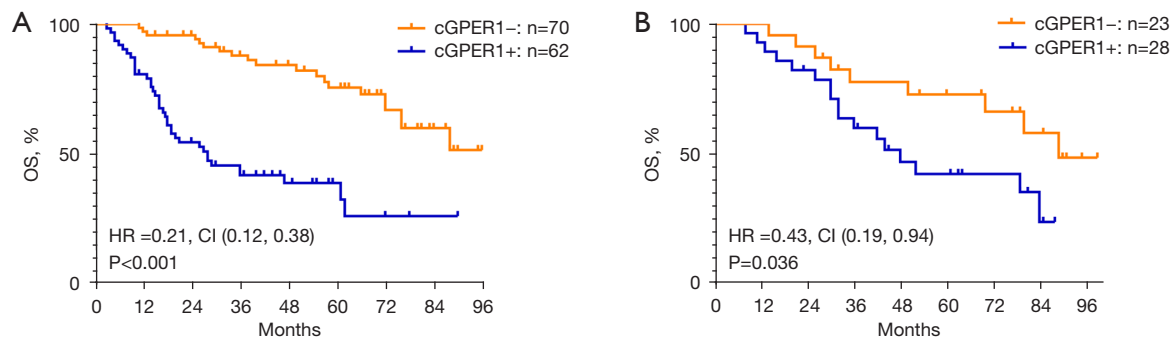 A
100
50
0
OS, %
cGPER1−: n=70
cGPER1+: n=62
HR =0.21, CI (0.12, 0.38)
P<0.001
0 12 24 36 48 60 72 84 96
Months
B
100
50
0
OS, %
cGPER1−: n=23
cGPER1+: n=28
HR =0.43, CI (0.19, 0.94)
P=0.036
0 12 24 36 48 60 72 84 96
Months